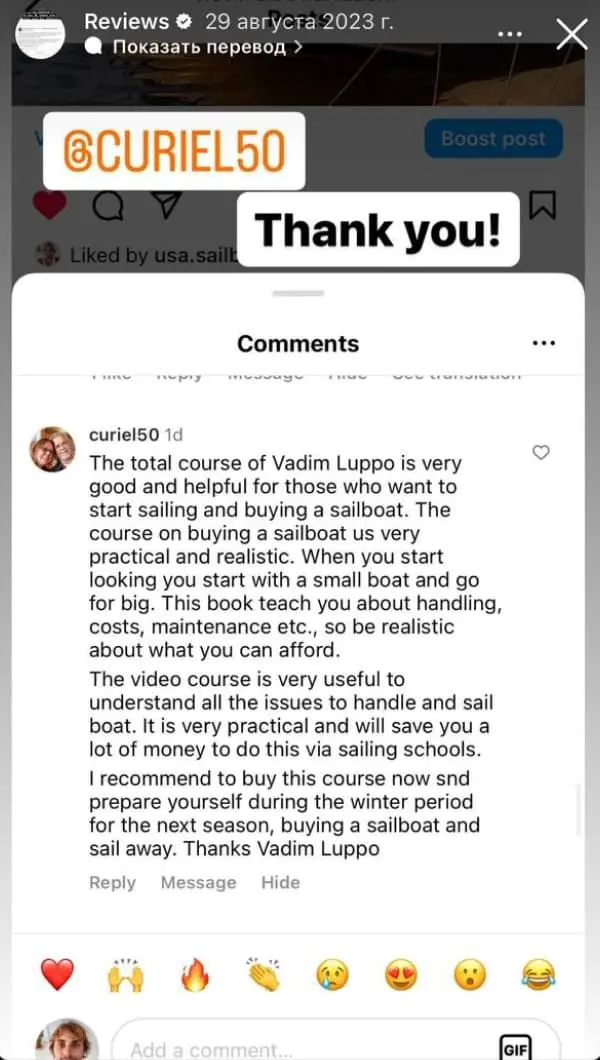 Reviews 29 августа 2023 г.
Показать перевод >
@CURIEL50
Boost post
Thank you!
Liked by usa.sailb
Comments
curiel50 1d
The total course of Vadim Luppo is very
good and helpful for those who want to
start sailing and buying a sailboat. The
course on buying a sailboat us very
practical and realistic. When you start
looking you start with a small boat and go
for big. This book teach you about handling,
costs, maintenance etc., so be realistic
about what you can afford.
The video course is very useful to
understand all the issues to handle and sail
boat. It is very practical and will save you a
lot of money to do this via sailing schools.
I recommend to buy this course now snd
prepare yourself during the winter period
for the next season, buying a sailboat and
sail away. Thanks Vadim Luppo
Reply Message Hide
Add a comment...
GIF